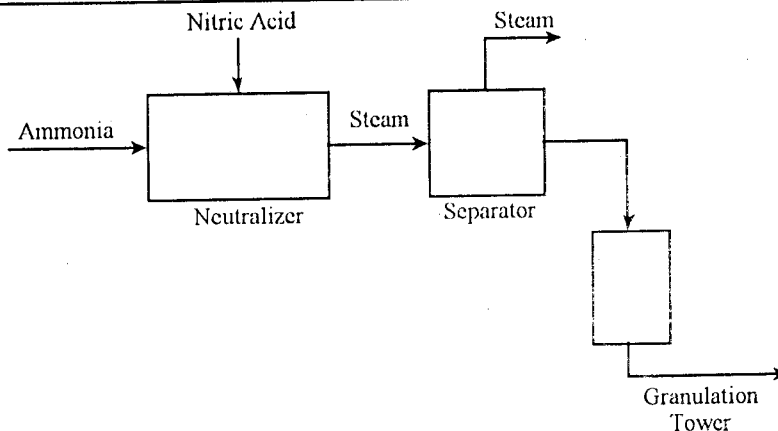 Nitric Acid
Steam
Ammonia
Steam
Neutralizer
Separator
Granulation
Tower